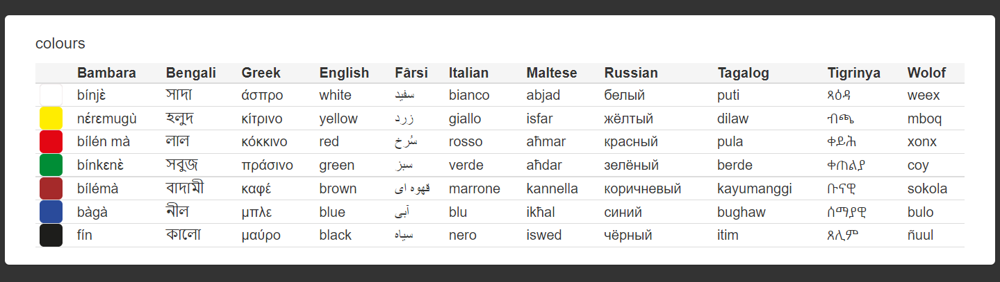 colours
Bambara Bengali Greek English Fârsi Italian Maltese Russian Tagalog Tigrinya Wolof
bínjɛ̀ সাদা άσπρο white سفید bianco abjad белый puti ጻዕዳ weex
nɛ́rɛmugù হলুদ κίτρινο yellow زرد giallo isfar жёлтый dilaw ብጫ mboq
bílén mà লাল κόκκινο red سُرخ rosso aħmar красный pula ቀይሕ xonx
bínkɛnɛ̀ সবুজ πράσινο green سبز verde aħdar зелёный berde ቀጠልያ coy
bílémà বাদামী καφέ brown قهوه ای marrone kannella коричневый kayumanggi ቡናዊ sokola
bàgà নীল μπλε blue آبی blu ikħal синий bughaw ሰማያዊ bulo
fín কালো μαύρο black سیاه nero iswed чёрный itim ጸሊም ñuul